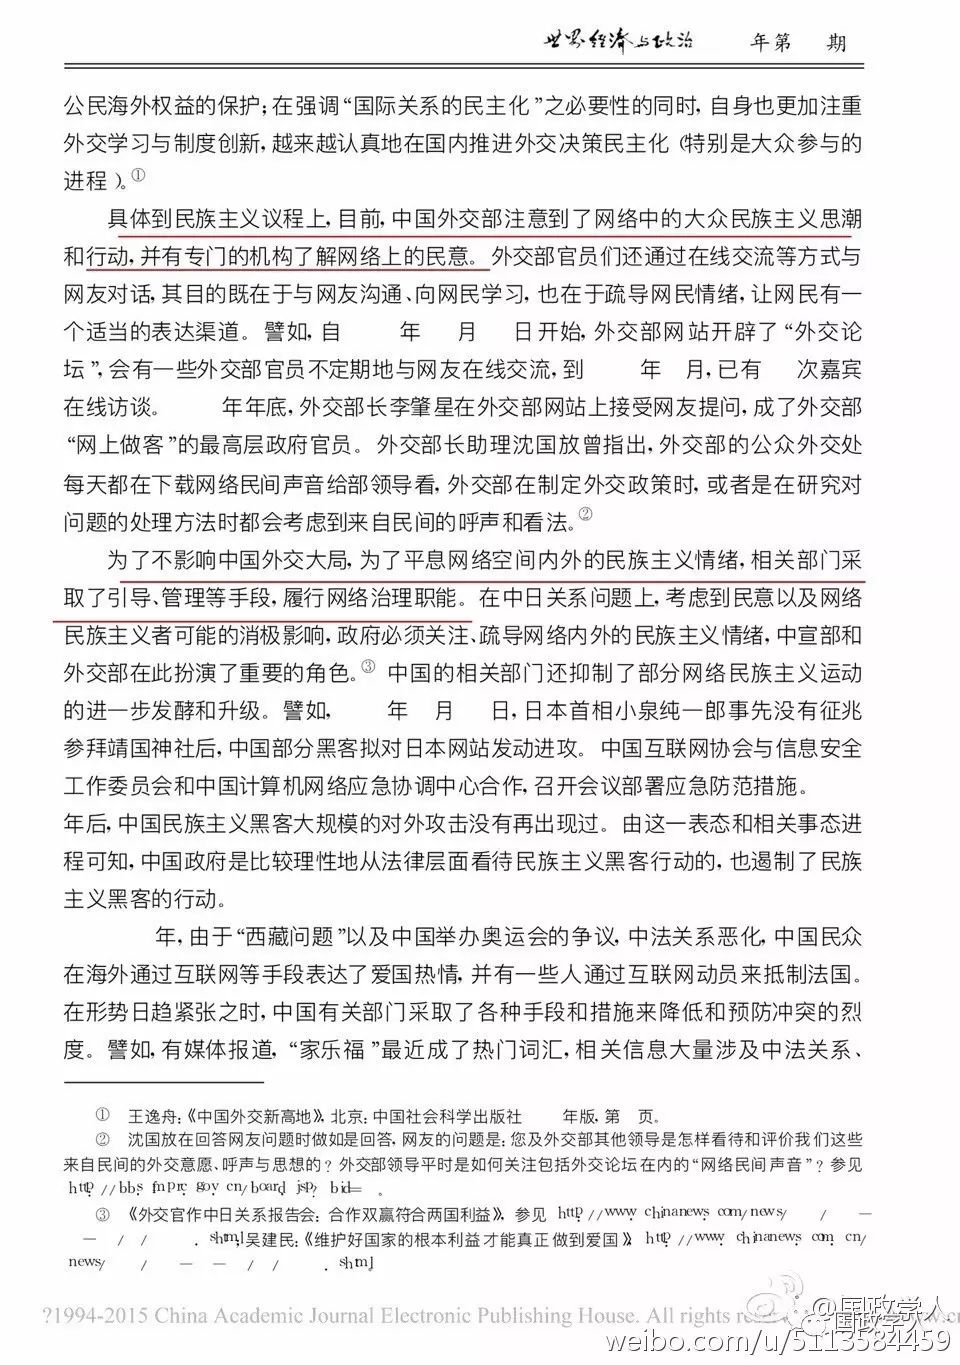 世界经济与政治 年第 期
公民海外权益的保护;在强调“国际关系的民主化”之必要性的同时,自身也更加注重
外交学习与制度创新,越来越认真地在国内推进外交决策民主化(特别是大众参与的
进程)。①
具体到民族主义议程上,目前,中国外交部注意到了网络中的大众民族主义思潮
和行动,并有专门的机构了解网络上的民意。外交部官员们还通过在线交流等方式与
网友对话,其目的既在于与网友沟通、向网民学习,也在于疏导网民情绪,让网民有一
个适当的表达渠道。譬如,自 年 月 日开始,外交部网站开辟了“外交论
坛”,会有一些外交部官员不定期地与网友在线交流,到 年 月,已有 次嘉宾
在线访谈。 年年底,外交部长李肇星在外交部网站上接受网友提问,成了外交部
“网上做客”的最高层政府官员。外交部长助理沈国放曾指出,外交部的公众外交处
每天都在下载网络民间声音给部领导看,外交部在制定外交政策时,或者是在研究对
问题的处理方法时都会考虑到来自民间的呼声和看法。②
为了不影响中国外交大局,为了平息网络空间内外的民族主义情绪,相关部门采
取了引导、管理等手段,履行网络治理职能。在中日关系问题上,考虑到民意以及网络
民族主义者可能的消极影响,政府必须关注、疏导网络内外的民族主义情绪,中宣部和
外交部在此扮演了重要的角色。③ 中国的相关部门还抑制了部分网络民族主义运动
的进一步发酵和升级。譬如, 年 月 日,日本首相小泉纯一郎事先没有征兆
参拜靖国神社后,中国部分黑客拟对日本网站发动进攻。中国互联网协会与信息安全
工作委员会和中国计算机网络应急协调中心合作,召开会议部署应急防范措施。
年后,中国民族主义黑客大规模的对外攻击没有再出现过。由这一表态和相关事态进
程可知,中国政府是比较理性地从法律层面看待民族主义黑客行动的,也遏制了民族
主义黑客的行动。
年,由于“西藏问题”以及中国举办奥运会的争议,中法关系恶化,中国民众
在海外通过互联网等手段表达了爱国热情,并有一些人通过互联网动员来抵制法国。
在形势日趋紧张之时,中国有关部门采取了各种手段和措施来降低和预防冲突的烈
度。譬如,有媒体报道,“家乐福”最近成了热门词汇,相关信息大量涉及中法关系、
① 王逸舟:《中国外交新高地》,北京:中国社会科学出版社 年版,第 页。
② 沈国放在回答网友问题时做如是回答,网友的问题是:您及外交部其他领导是怎样看待和评价我们这些
来自民间的外交意愿、呼声与思想的?外交部领导平时是如何关注包括外交论坛在内的“网络民间声音”?参见
http://bbs.fmprc.gov.cn/board.jsp?bid= 。
③ 《外交官作中日关系报告会:合作双赢符合两国利益》,参见 http://www.chinanews.com/news/ / —
— / / .shtml;吴建民:《维护好国家的根本利益才能真正做到爱国》,http://www.chinanews.com.cn/
news/ / — — / / .shtml。
?1994-2015 China Academic Journal Electronic Publishing House. All rights res
@国政学人
国政学人
weibo.com/u/5113584459